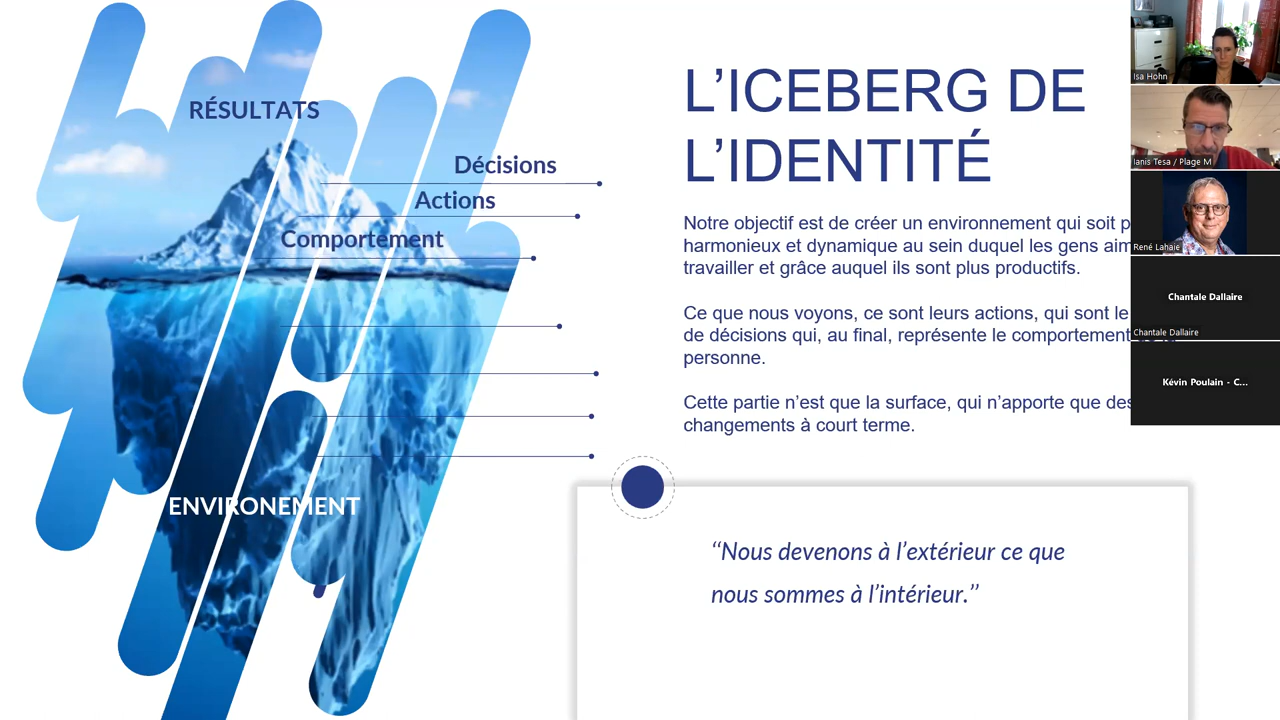 RÉSULTATS
Décisions
Actions
Comportement
ENVIRONEMENT
L’ICEBERG DE
L’IDENTITÉ
Notre objectif est de créer un environnement qui soit
harmonieux et dynamique au sein duquel les gens
travailler et grâce auquel ils sont plus productifs.
Ce que nous voyons, ce sont leurs actions, qui sont le
de décisions qui, au final, représente le comportement
personne.
Cette partie n’est que la surface, qui n’apporte que des
changements à court terme.
“Nous devenons à l’extérieur ce que
nous sommes à l’intérieur.”
Isa Hohn
Ianis Tesa / Plage M
René Lahaie
Chantale Dallaire
Chantale Dallaire
Kévin Poulain - C...